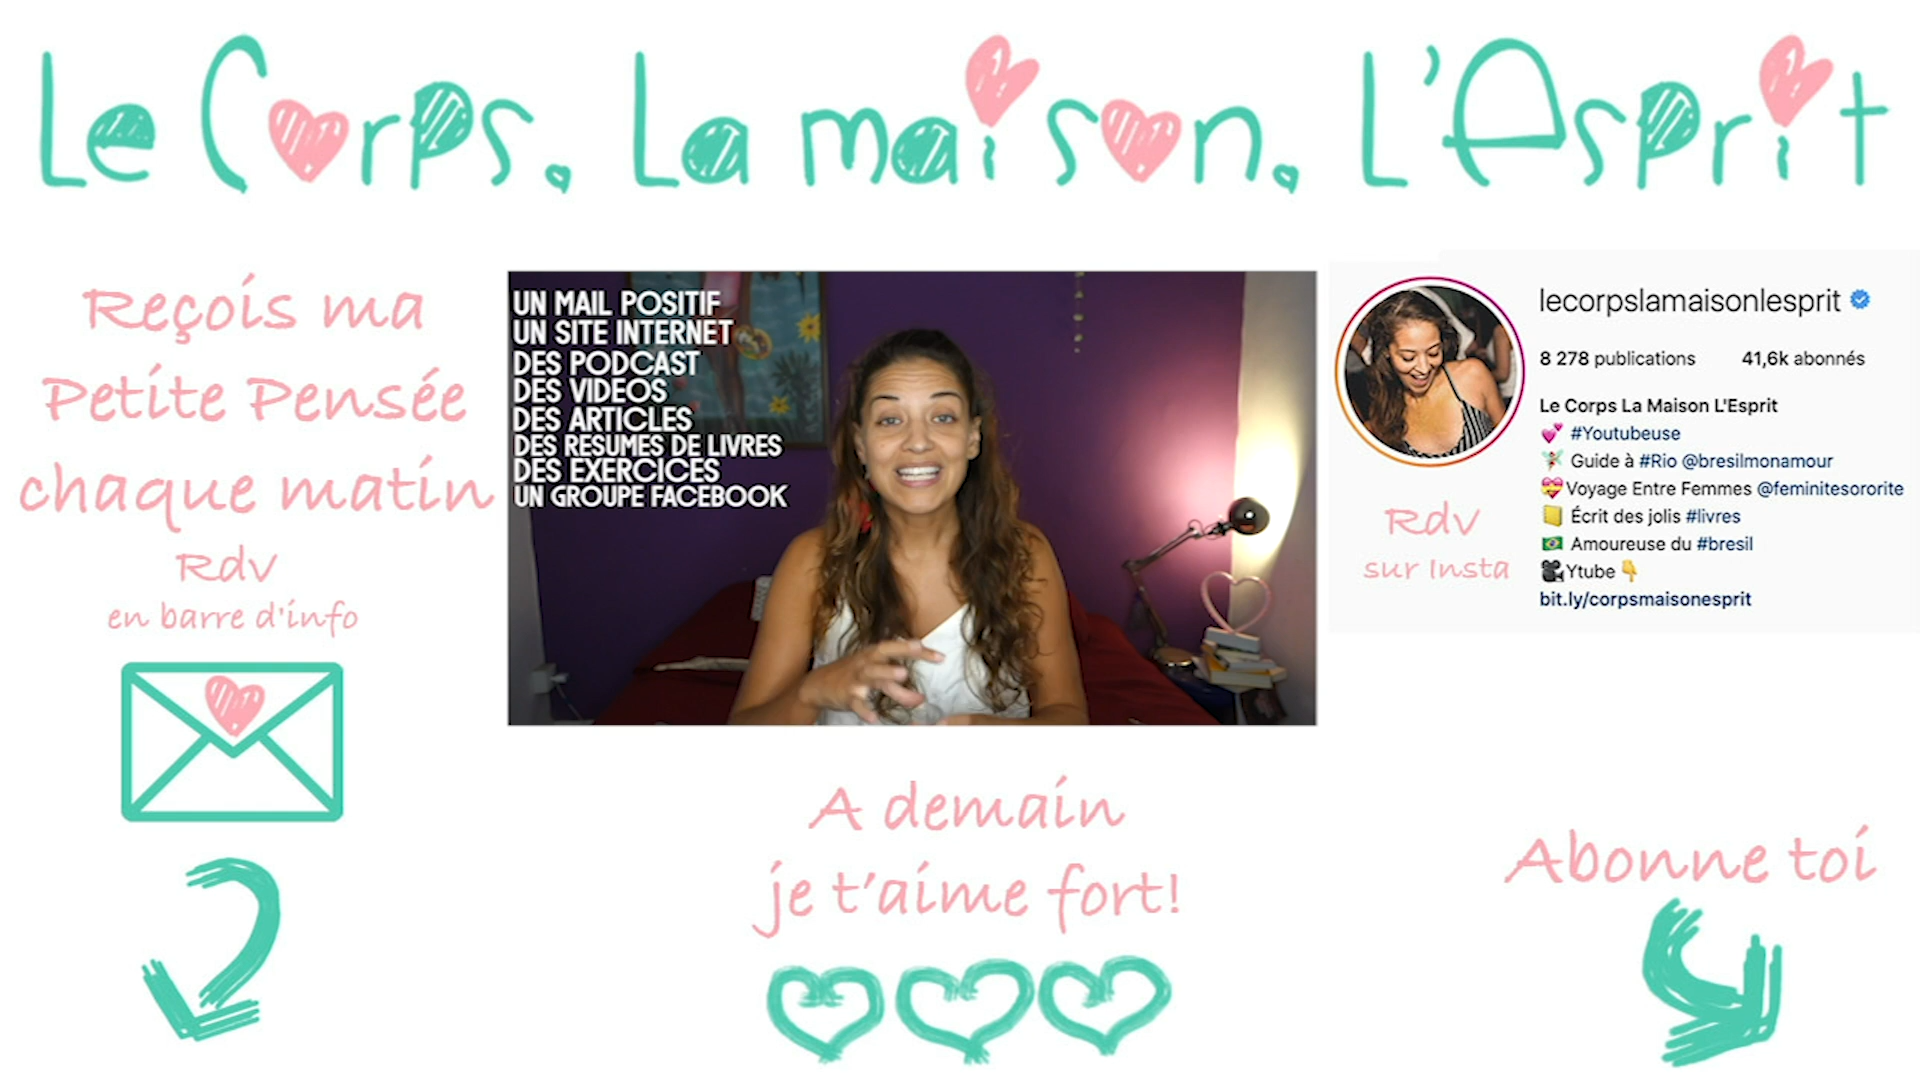 Le Corps. La maison. L'Esprit
Reçois ma
Petite Pensée
chaque matin
Rdv
en barre d'info
UN MAIL POSITIF
UN SITE INTERNET
DES PODCAST
DES VIDEOS
DES ARTICLES
DES RESUMES DE LIVRES
DES EXERCICES
UN GROUPE FACEBOOK
lecorpslamaisonlesprit
8 278 publications 41,6k abonnés
Le Corps La Maison L'Esprit
💕 #Youtubeuse
🧚 Guide à #Rio @bresilmonamour
💝Voyage Entre Femmes @feminitesororite
📒 Écrit des jolis #livres
🇧🇷 Amoureuse du #bresil
🎥Ytube 👇
bit.ly/corpsmaisonesprit
Rdv
sur Insta
A demain
je t'aime fort!
Abonne toi